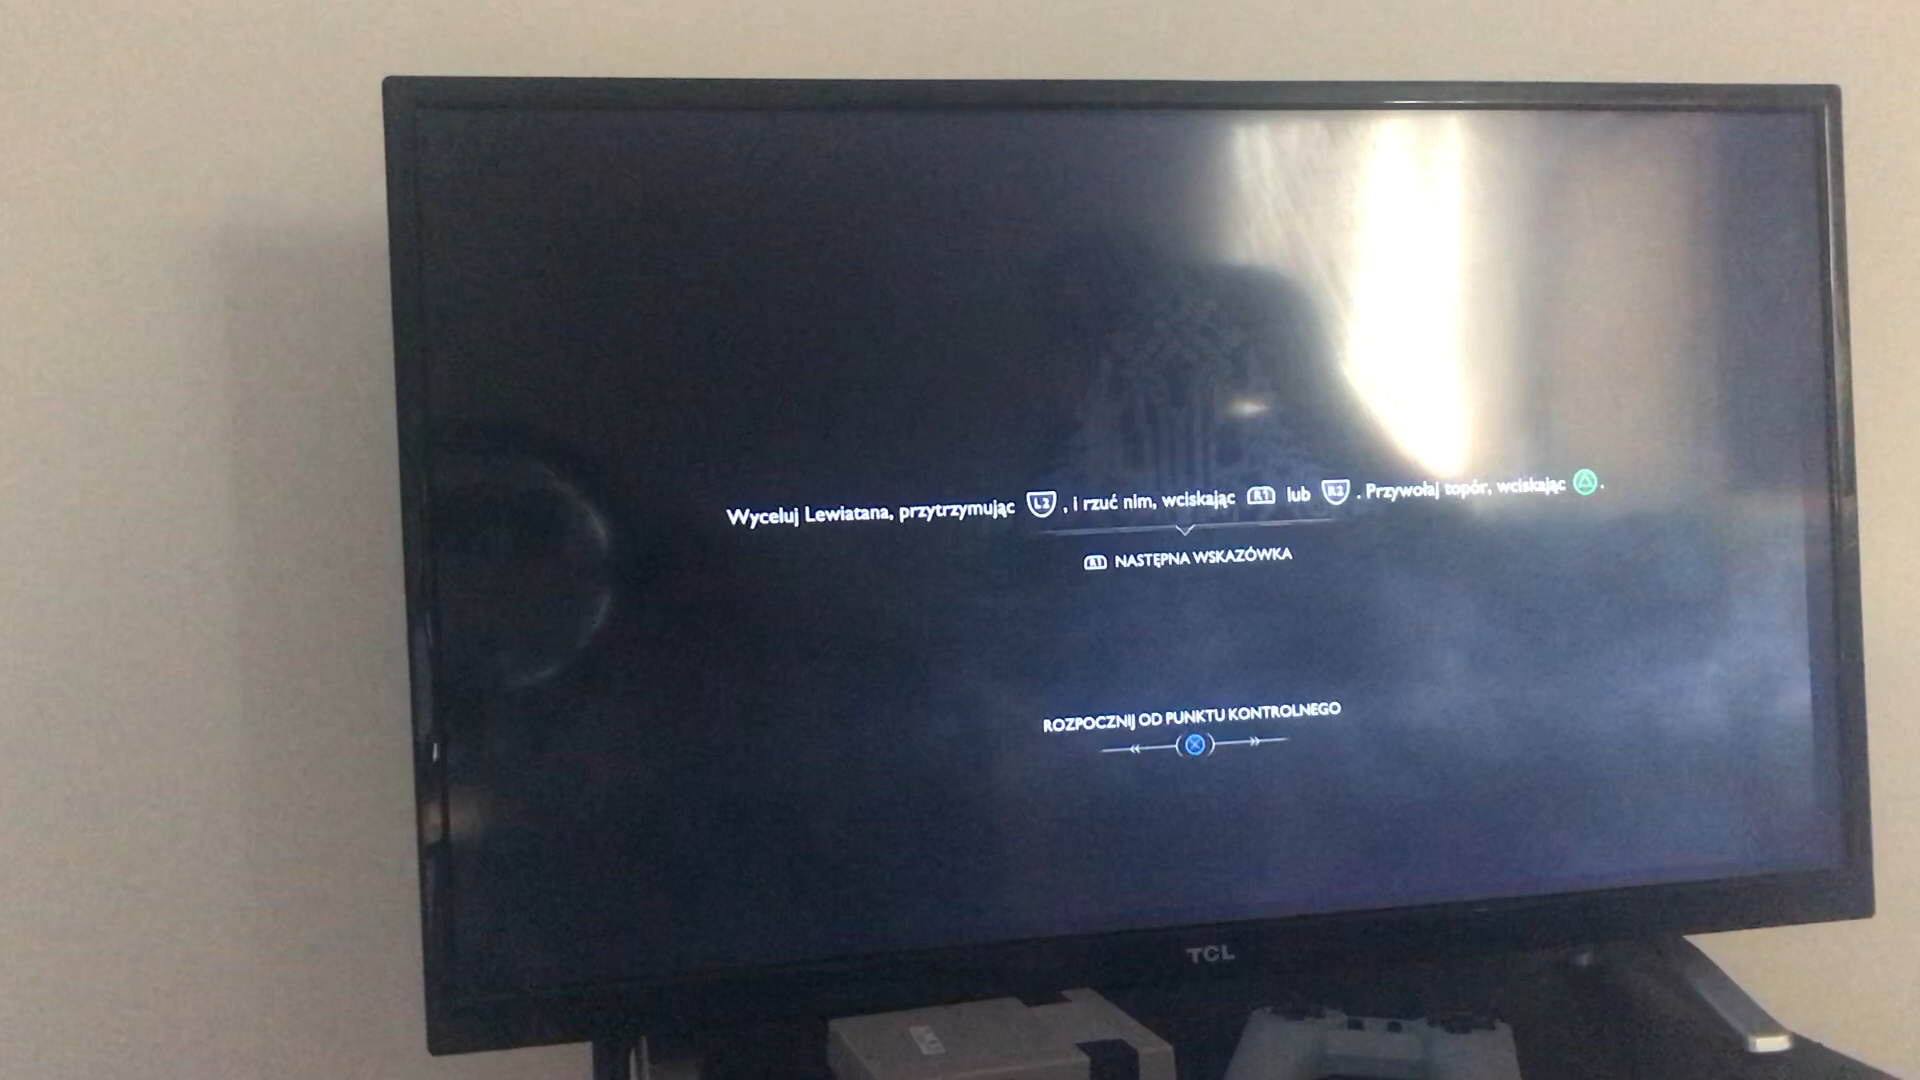 Wyceluj Lewiatana, przytrzymując L2, i rzuć nim, wciskając R1 lub R2. Przywołaj topór, wciskając.
R1 NASTĘPNA WSKAZÓWKA
ROZPOCZNIJ OD PUNKTU KONTROLNEGO
TCL